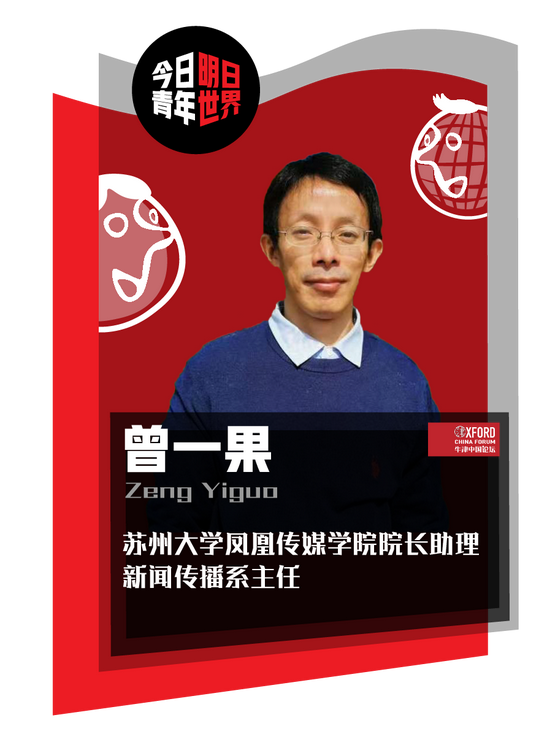 今日明日
青年世界
曾一果
Zeng Yiguo
OXFORD
CHINA FORUM
牛津中国论坛
苏州大学凤凰传媒学院院长助理
新闻传播系主任